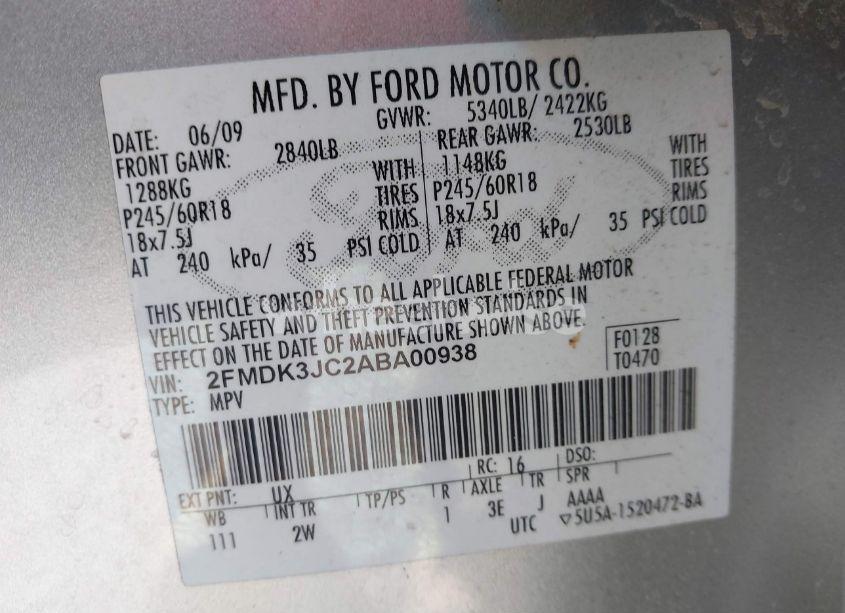 MFD. BY FORD MOTOR CO.
DATE: 06/09 GVWR: 5340LB/ 2422KG
FRONT GAWR: 2840LB REAR GAWR: 2530LB
1288KG WITH 1148KG WITH
P245/60R18 TIRES P245/60R18 TIRES
18x7.5J RIMS 18x7.5J RIMS
AT 240 kPa/ 35 PSI COLD AT 240 kPa/ 35 PSI COLD
THIS VEHICLE CONFORMS TO ALL APPLICABLE FEDERAL MOTOR
VEHICLE SAFETY AND THEFT PREVENTION STANDARDS IN
EFFECT ON THE DATE OF MANUFACTURE SHOWN ABOVE.
VIN: 2FMDK3JC2ABA00938 F0128
TYPE: MPV T0470
RC: 16 DSO:
EXT PNT: UX
WB INT TR TP/PS R AXLE TR SPR
111 2W 1 3E J AAAA
UTC ▽5U5A-1520472-BA